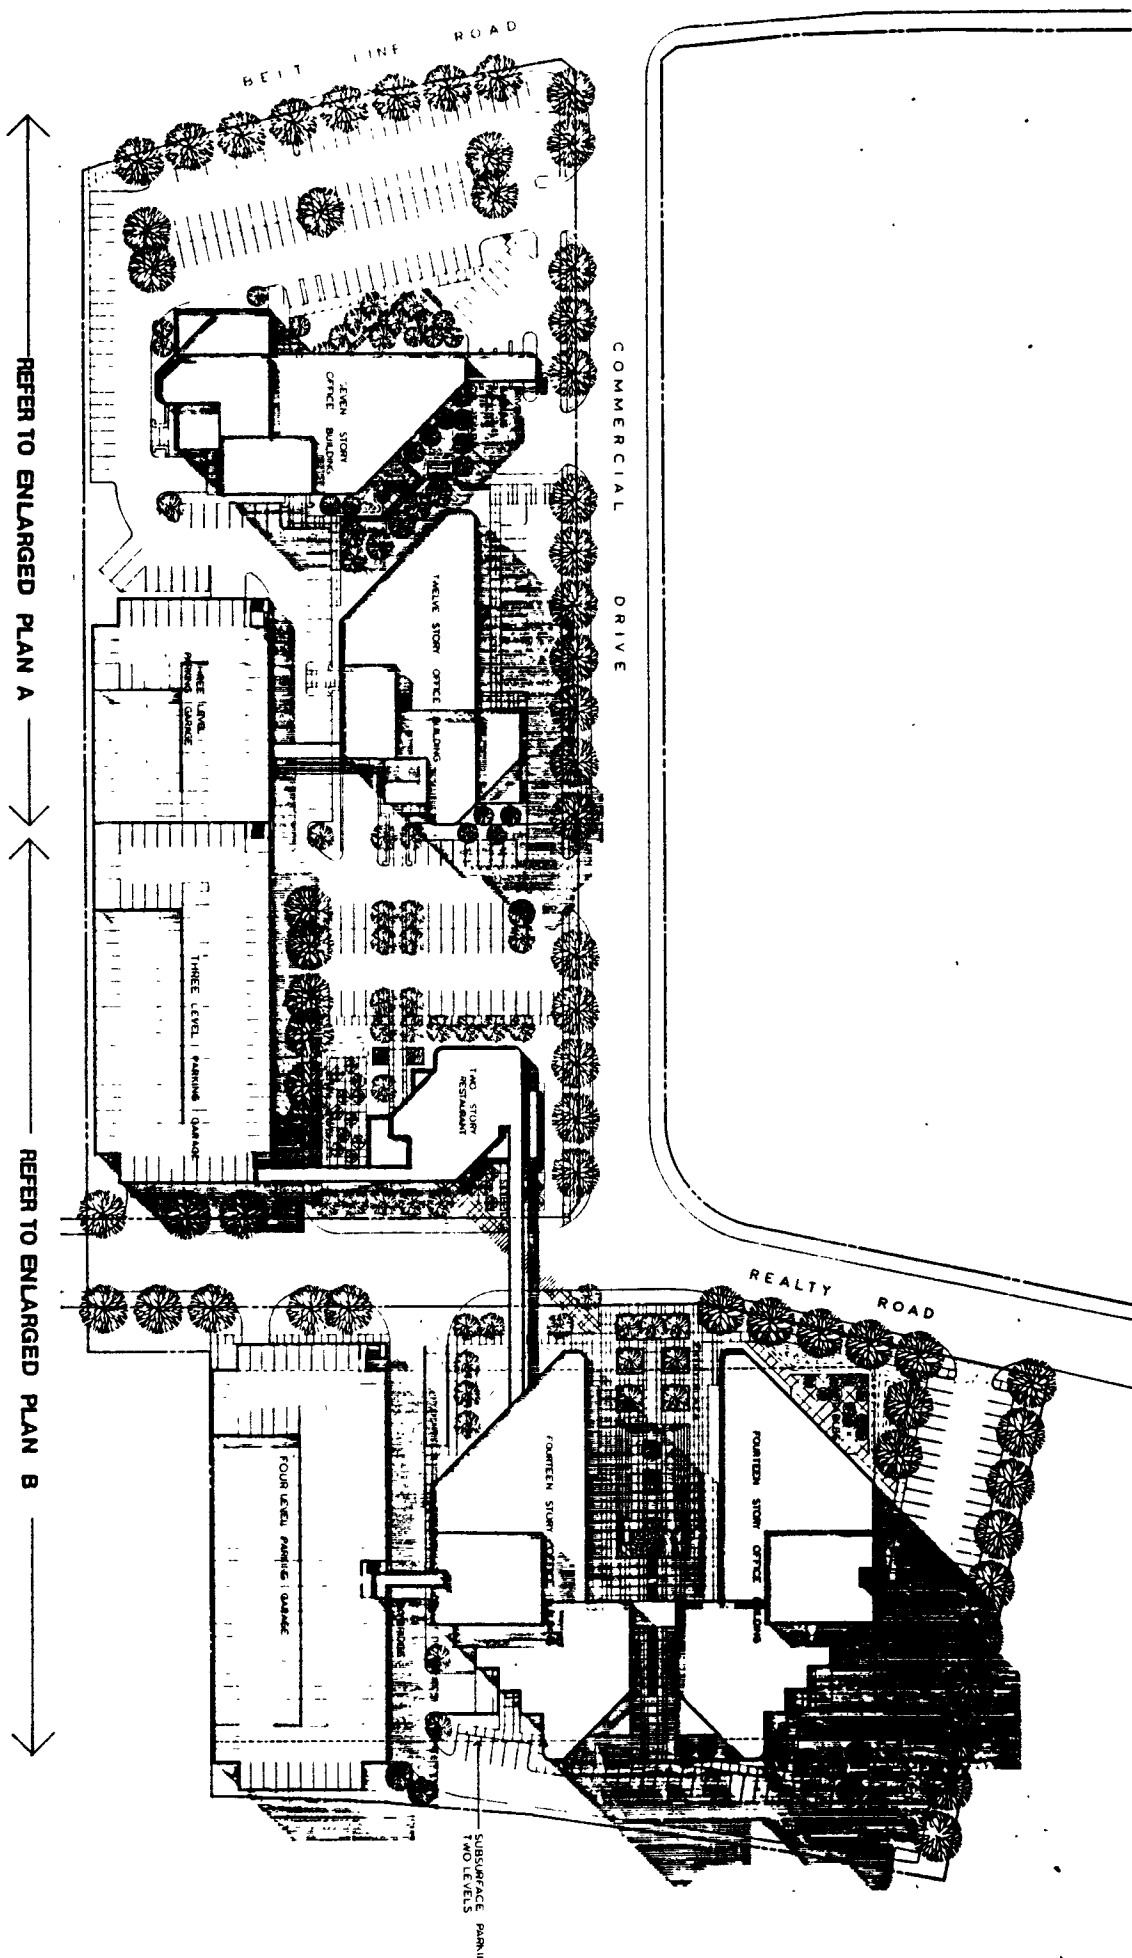 BELT LINE ROAD
COMMERCIAL DRIVE
REFER TO ENLARGED PLAN A
SEVEN STORY
OFFICE BUILDING
TWELVE STORY OFFICE BUILDING
THREE LEVEL
PARKING GARAGE
THREE LEVEL PARKING GARAGE
TWO STORY
RESTAURANT
REFER TO ENLARGED PLAN B
REALTY ROAD
FOURTEEN STORY
FOURTEEN STORY OFFICE BUILDING
FOUR LEVEL PARKING GARAGE
SUBSURFACE
TWO LEVELS